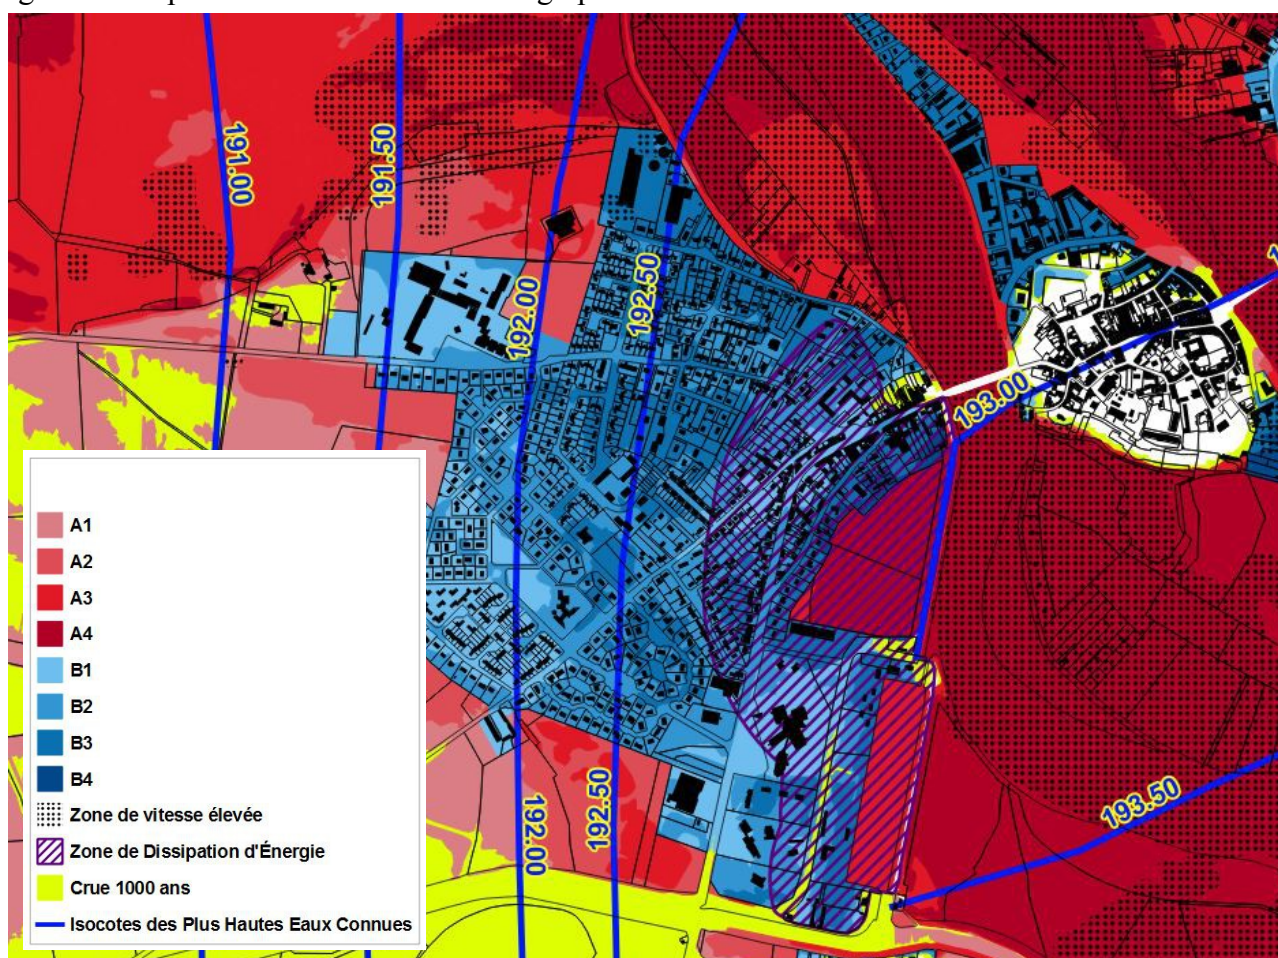 191.00
191.50
192.00
192.50
193.00
193.50
192.00
192.50
A1
A2
A3
A4
B1
B2
B3
B4
Zone de vitesse élevée
Zone de Dissipation d'Énergie
Crue 1000 ans
Isocotes des Plus Hautes Eaux Connues